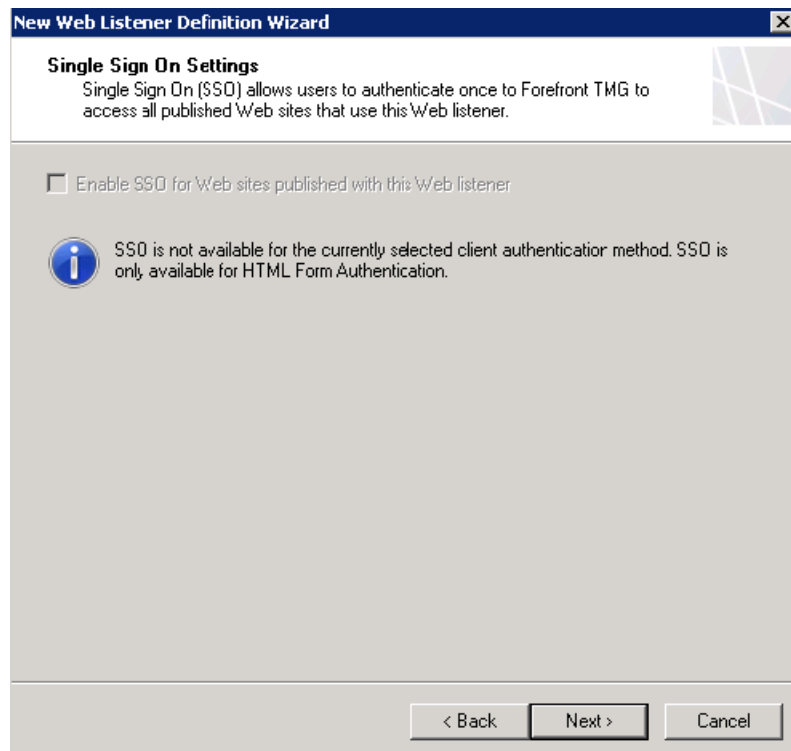 New Web Listener Definition Wizard
Single Sign On Settings
Single Sign On (SSO) allows users to authenticate once to Forefront TMG to
access all published Web sites that use this Web listener.
Enable SSO for Web sites published with this Web listener
SSO is not available for the currently selected client authentication method. SSO is
only available for HTML Form Authentication.
< Back
Next >
Cancel